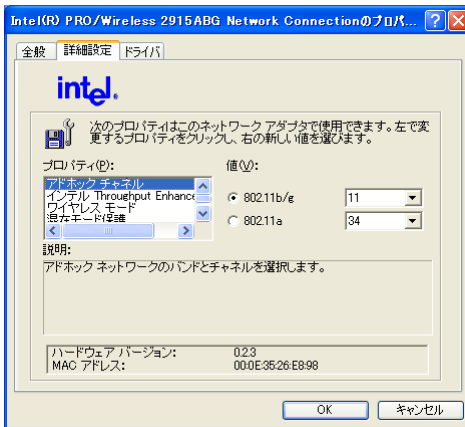 Intel(R) PRO/Wireless 2915ABG Network Connectionのプロパ...
全般 詳細設定 ドライバ
intel.
次のプロパティはこのネットワーク アダプタで使用できます。左で変
更するプロパティをクリックし、右の新しい値を選びます。
プロパティ(P): 値(V):
アドホック チャネル
インテル Throughput Enhance
ワイヤレス モード
混在モード保護
802.11b/g 11
802.11a 34
説明:
アドホック ネットワークのバンドとチャネルを選択します。
ハードウェア バージョン: 0.2.3
MAC アドレス: 00:0E:35:26:E8:98
OK キャンセル